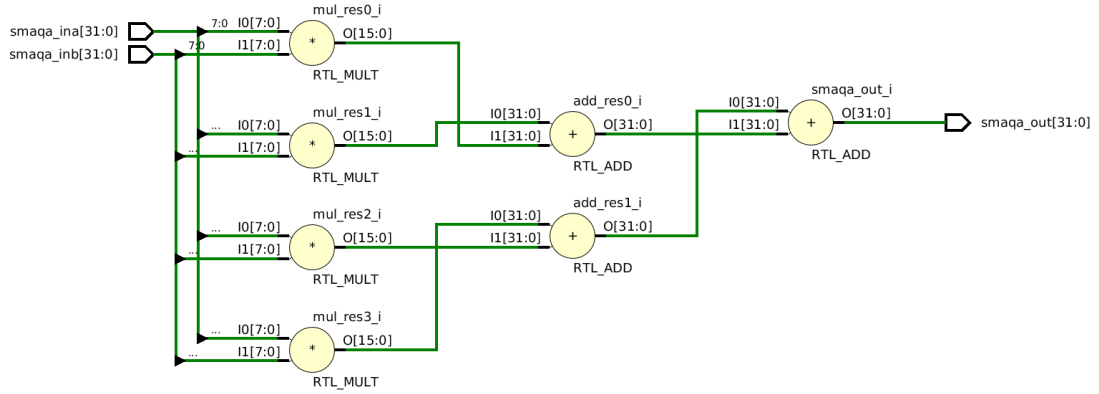 mul_res0_i
smaqa_ina[31:0]
7:0
I0[7:0]
O[15:0]
smaqa_inb[31:0]
7:0
I1[7:0]
*
RTL_MULT
smaqa_out_i
add_res0_i
I0[31:0]
O[31:0]
mul_res1_i
I0[31:0]
I1[31:0]
+
smaqa_out[31:0]
... I0[7:0]
O[15:0]
I1[31:0]
+
O[31:0]
RTL_ADD
... I1[7:0]
*
RTL_ADD
RTL_MULT
add_res1_i
mul_res2_i
I0[31:0]
O[31:0]
... I0[7:0]
O[15:0]
I1[31:0]
+
... I1[7:0]
*
RTL_ADD
RTL_MULT
mul_res3_i
... I0[7:0]
O[15:0]
... I1[7:0]
*
RTL_MULT